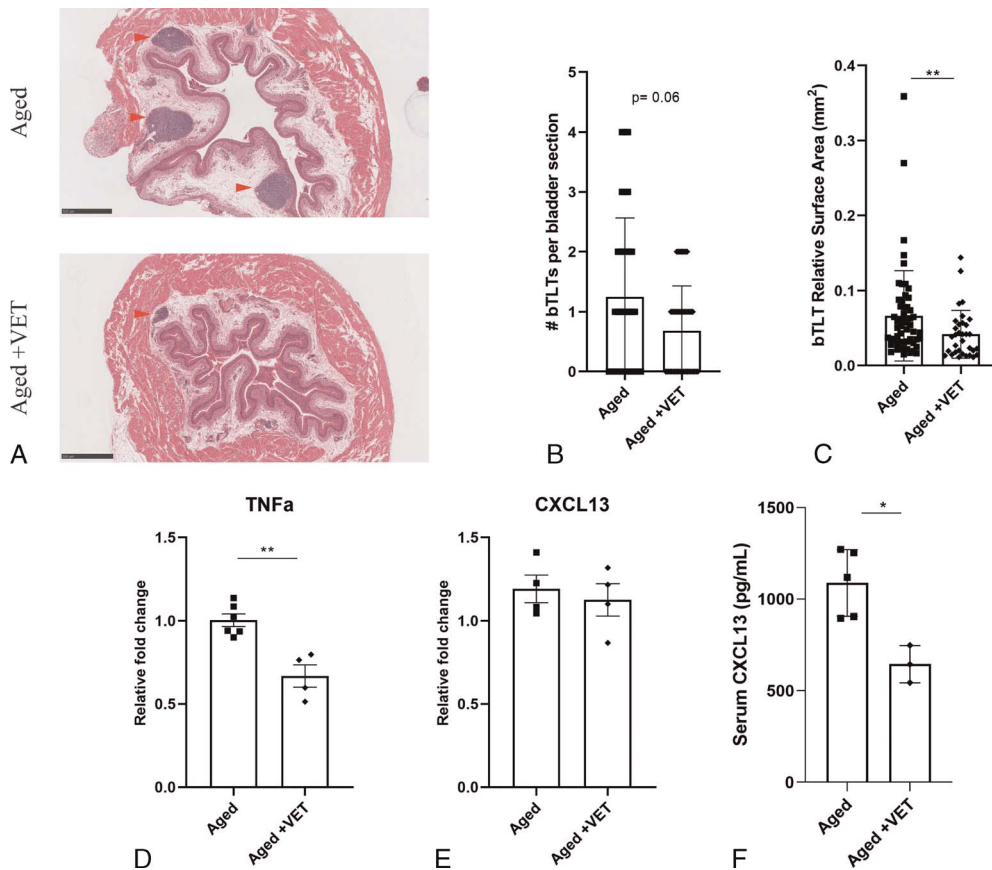 Aged
Aged +VET
A
5
4
3
2
1
0
# bTLTs per bladder section
p= 0.06
Aged
Aged +VET
B
0.4
0.3
0.2
0.1
0.0
bTLT Relative Surface Area (mm²)
**
Aged
Aged +VET
C
TNFa
1.5
1.0
0.5
0.0
Relative fold change
**
Aged
Aged +VET
D
CXCL13
1.5
1.0
0.5
0.0
Relative fold change
Aged
Aged +VET
E
1500
1000
500
0
Serum CXCL13 (pg/mL)
*
Aged
Aged +VET
F